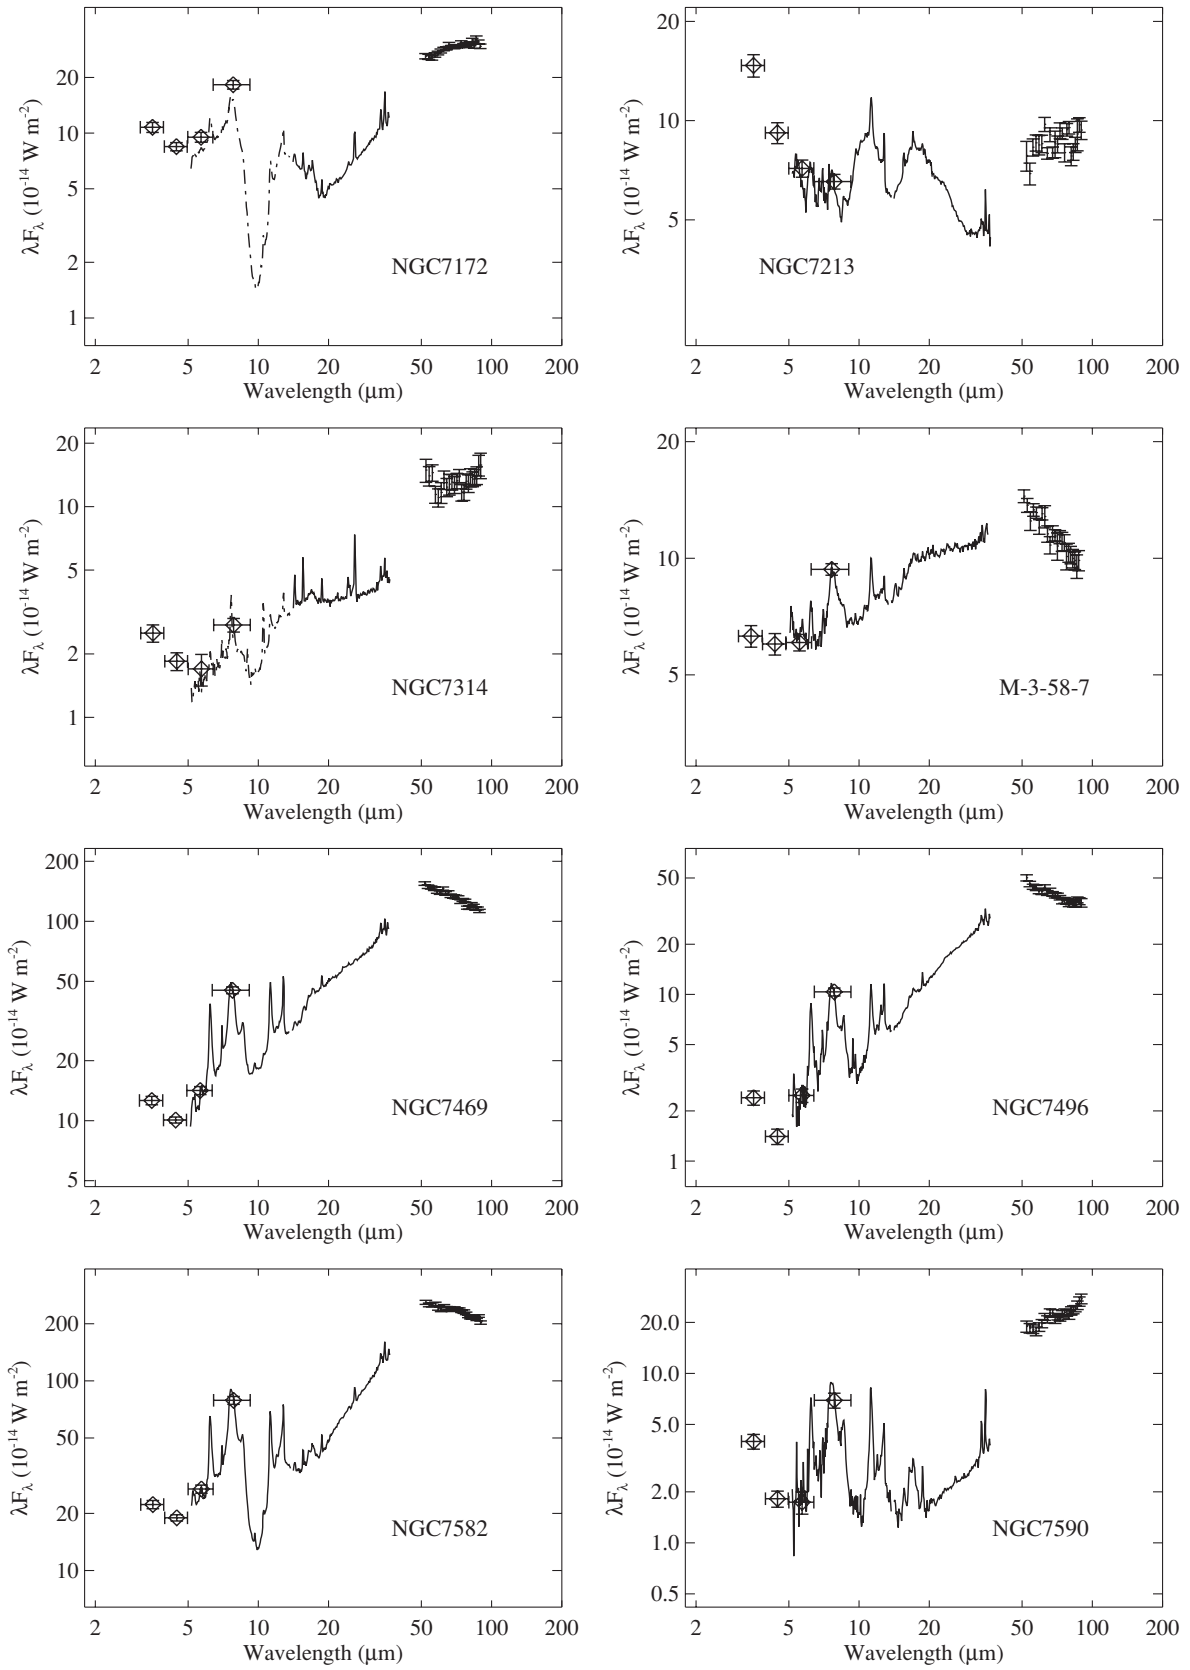 20
10
5
2
1
λFλ (10⁻¹⁴ W m⁻²)
NGC7172
2 5 10 20 50 100 200
Wavelength (μm)
20
10
5
λFλ (10⁻¹⁴ W m⁻²)
NGC7213
2 5 10 20 50 100 200
Wavelength (μm)
20
10
5
2
1
λFλ (10⁻¹⁴ W m⁻²)
NGC7314
2 5 10 20 50 100 200
Wavelength (μm)
20
10
5
λFλ (10⁻¹⁴ W m⁻²)
M-3-58-7
2 5 10 20 50 100 200
Wavelength (μm)
200
100
50
20
10
5
λFλ (10⁻¹⁴ W m⁻²)
NGC7469
2 5 10 20 50 100 200
Wavelength (μm)
50
20
10
5
2
1
λFλ (10⁻¹⁴ W m⁻²)
NGC7496
2 5 10 20 50 100 200
Wavelength (μm)
200
100
50
20
10
λFλ (10⁻¹⁴ W m⁻²)
NGC7582
2 5 10 20 50 100 200
Wavelength (μm)
20.0
10.0
5.0
2.0
1.0
0.5
λFλ (10⁻¹⁴ W m⁻²)
NGC7590
2 5 10 20 50 100 200
Wavelength (μm)